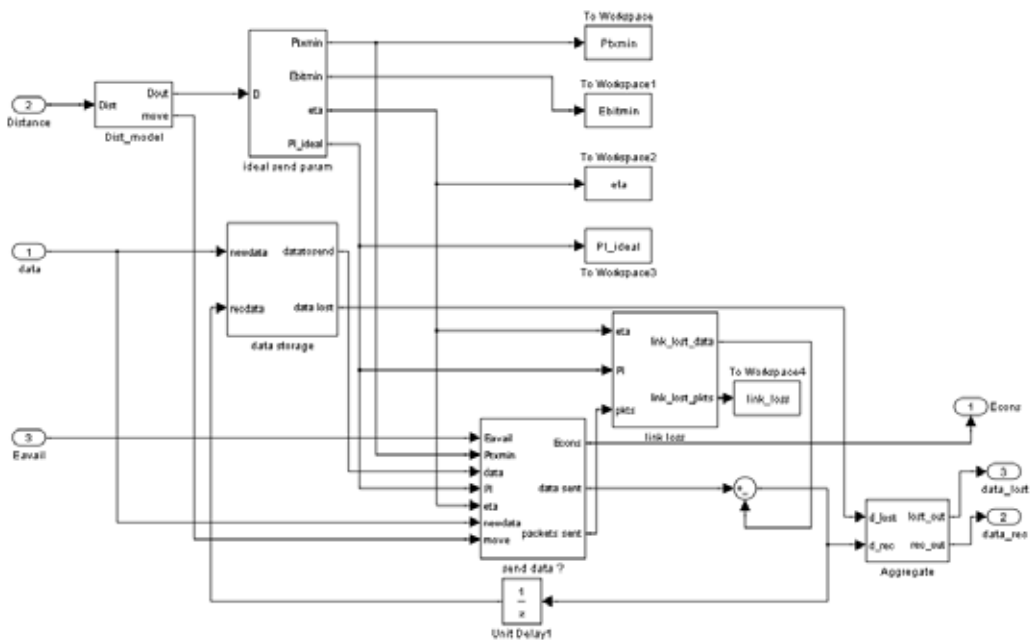 To Workspace
Ptxmin
Ptxmin
To Workspace1
Ebitmin
Ebitmin
2
Distance
Dist
Dout
move
Dist_model
D
eta
Pl_ideal
ideal send param
To Workspace2
eta
1
data
newdata
datatosend
recdata
data lost
data storage
Pl_ideal
To Workspace3
eta
link_lost_data
Pl
link_lost_pkts
pkts
link loss
To Workspace4
link_loss
3
Eavail
Eavail
Ptxmin
data
Pl
eta
newdata
move
Econs
data sent
packets sent
send data ?
1
Econs
+
-
d_lost
lost_out
d_rec
rec_out
Aggregate
3
data_lost
2
data_rec
1
z
Unit Delay1